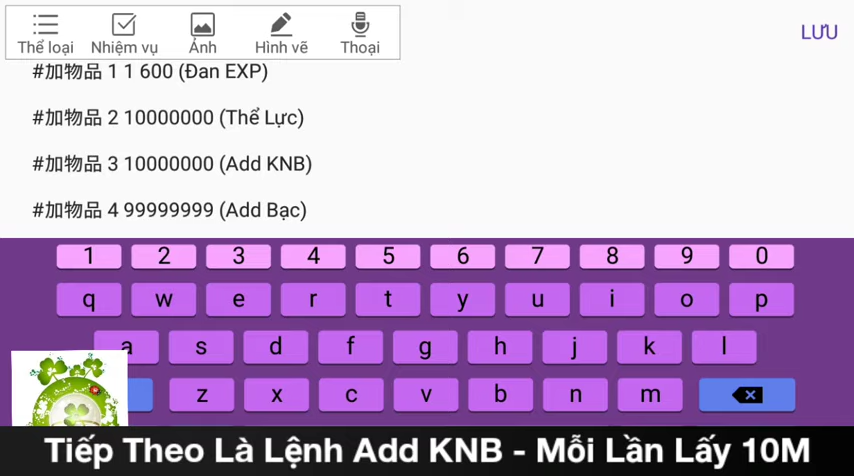 Thể loại Nhiệm vụ Ảnh Hình vẽ Thoại
LƯU
#加物品 1 1 600 (Đan EXP)
#加物品 2 10000000 (Thể Lực)
#加物品 3 10000000 (Add KNB)
#加物品 4 99999999 (Add Bạc)
1 2 3 4 5 6 7 8 9 0
q w e r t y u i o p
a s d f g h j k l
z x c v b n m
Tiếp Theo Là Lệnh Add KNB - Mỗi Lần Lấy 10M